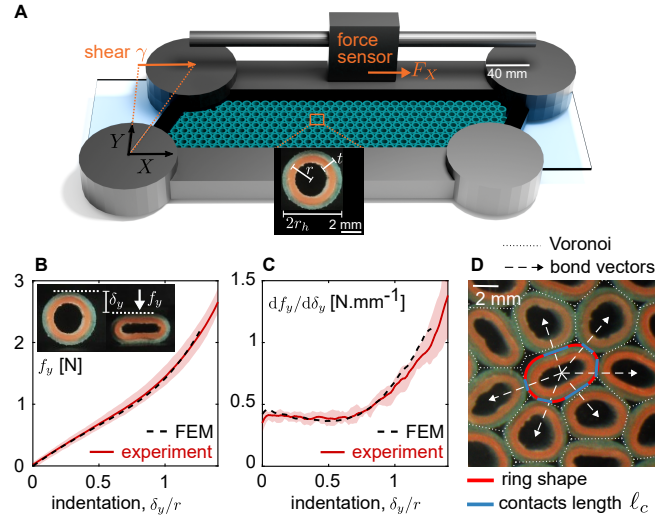 A
shear γ
force
sensor
F_X
40 mm
Y
X
r
t
2r_h
2 mm
B
3
2
1
0
δ_y
f_y
f_y [N]
FEM
experiment
0
0.5
1
indentation, δ_y/r
C
df_y/dδ_y [N.mm⁻¹]
1.5
1
0.5
0
FEM
experiment
0
0.5
1
indentation, δ_y/r
Voronoi
bond vectors
D
2 mm
ring shape
contacts length ℓ_c